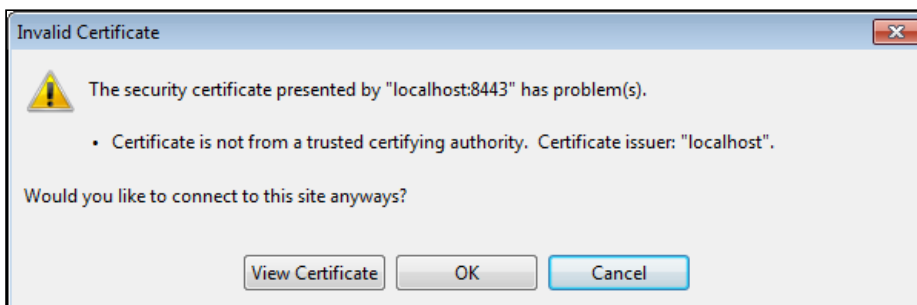 Invalid Certificate
The security certificate presented by "localhost:8443" has problem(s).
• Certificate is not from a trusted certifying authority. Certificate issuer: "localhost".
Would you like to connect to this site anyways?
View Certificate OK Cancel